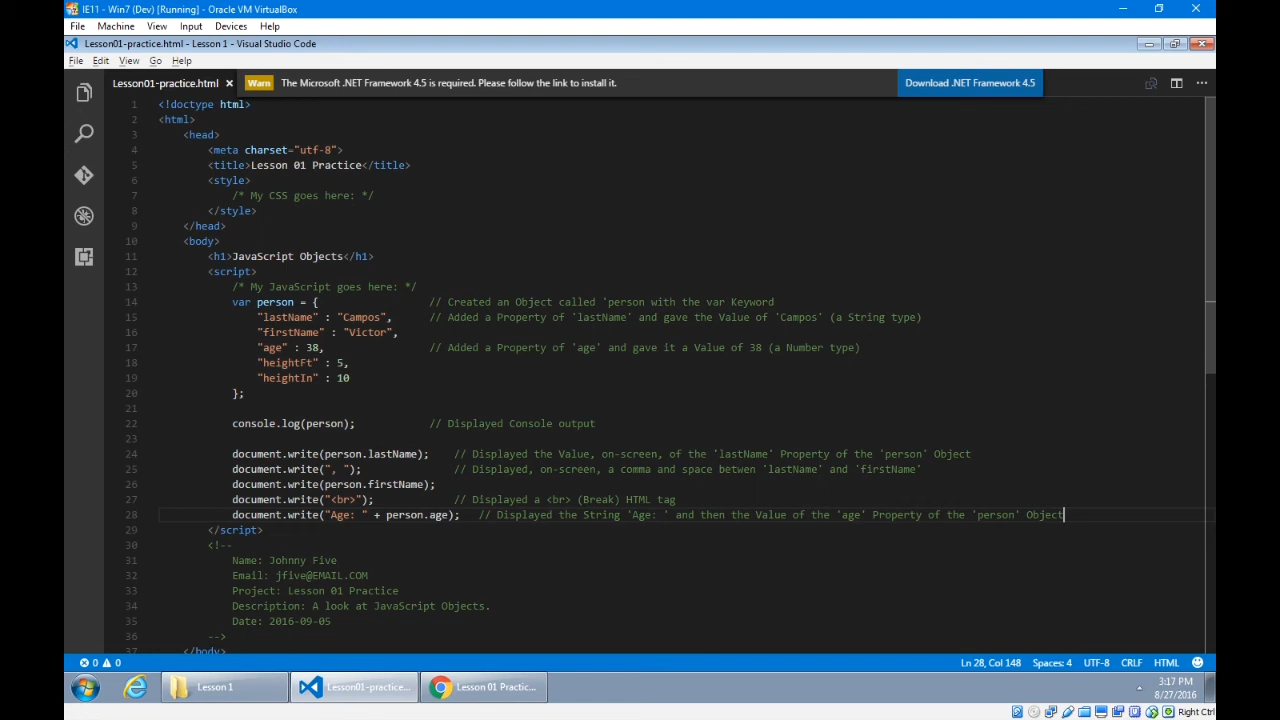 IE11 - Win7 (Dev) [Running] - Oracle VM VirtualBox
File Machine View Input Devices Help
Lesson01-practice.html - Lesson 1 - Visual Studio Code
File Edit View Go Help
Lesson01-practice.html × Warn The Microsoft .NET Framework 4.5 is required. Please follow the link to install it. Download .NET Framework 4.5
1 <!doctype html>
2 <html>
3 <head>
4 <meta charset="utf-8">
5 <title>Lesson 01 Practice</title>
6 <style>
7 /* My CSS goes here: */
8 </style>
9 </head>
10 <body>
11 <h1>JavaScript Objects</h1>
12 <script>
13 /* My JavaScript goes here: */
14 var person = { // Created an Object called 'person with the var Keyword
15 "lastName" : "Campos", // Added a Property of 'lastName' and gave the Value of 'Campos' (a String type)
16 "firstName" : "Victor",
17 "age" : 38, // Added a Property of 'age' and gave it a Value of 38 (a Number type)
18 "heightFt" : 5,
19 "heightIn" : 10
20 };
21
22 console.log(person); // Displayed Console output
23
24 document.write(person.lastName); // Displayed the Value, on-screen, of the 'lastName' Property of the 'person' Object
25 document.write(", "); // Displayed, on-screen, a comma and space betwen 'lastName' and 'firstName'
26 document.write(person.firstName);
27 document.write("<br>"); // Displayed a <br> (Break) HTML tag
28 document.write("Age: " + person.age); // Displayed the String 'Age: ' and then the Value of the 'age' Property of the 'person' Object
29 </script>
30 <!--
31 Name: Johnny Five
32 Email: jfive@EMAIL.COM
33 Project: Lesson 01 Practice
34 Description: A look at JavaScript Objects.
35 Date: 2016-09-05
36 -->
37 </body>
0 0 Ln 28, Col 148 Spaces: 4 UTF-8 CRLF HTML
Lesson 1 Lesson01-practice... Lesson 01 Practic... 3:17 PM
8/27/2016
Right Ctrl